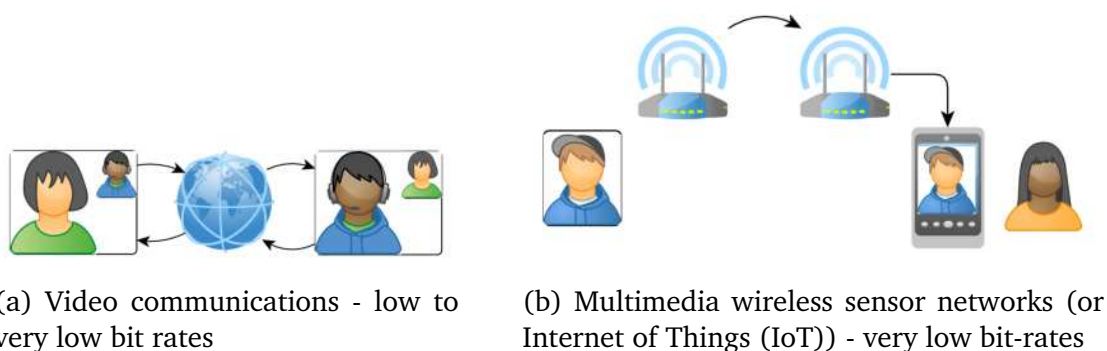 (a) Video communications - low to
very low bit rates
(b) Multimedia wireless sensor networks (or
Internet of Things (IoT)) - very low bit-rates